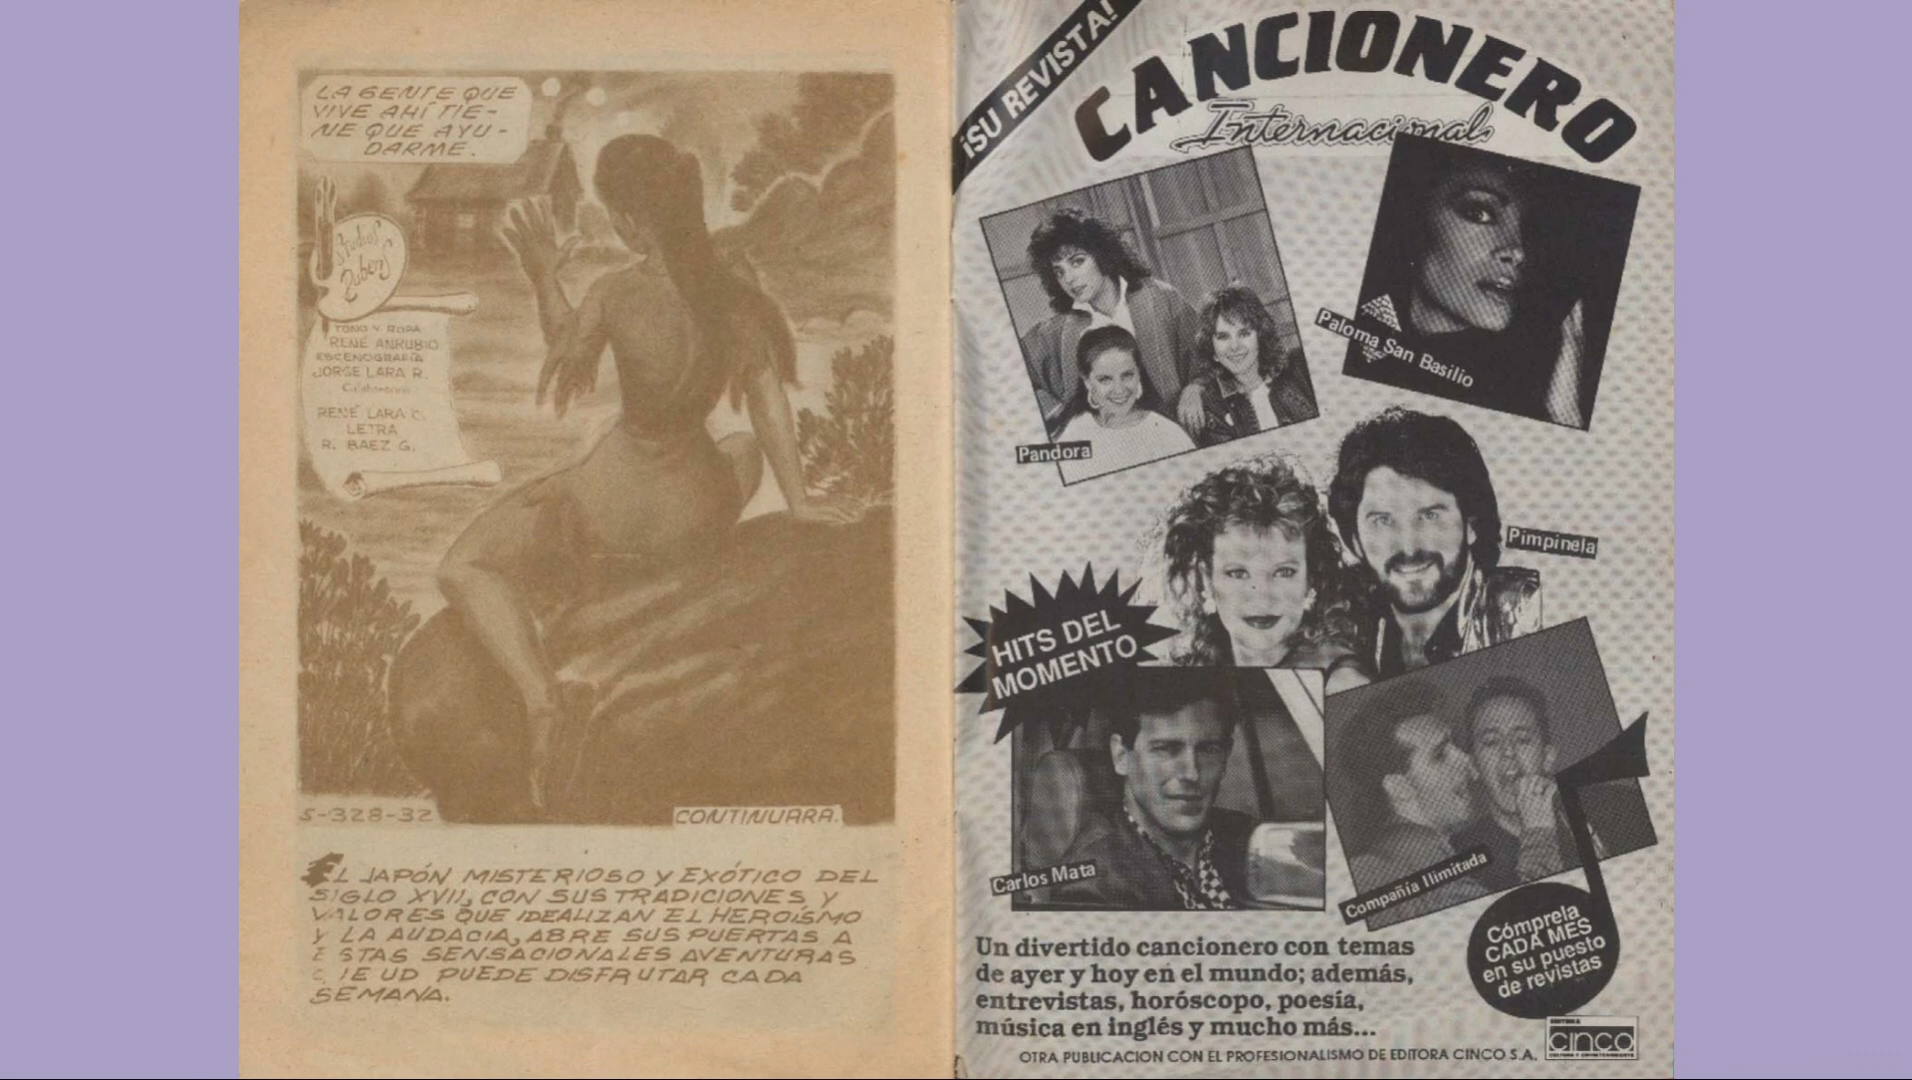 LA GENTE QUE
VIVE AHÍ TIE-
NE QUE AYU-
DARME.
Studios
Ruben's
TONO Y ROPA
RENÉ ANRUBIO
ESCENOGRAFÍA
JORGE LARA R.
RENÉ LARA C.
LETRA
R. BAEZ G.
S-328-32
CONTINUARA.
EL JAPÓN MISTERIOSO Y EXÓTICO DEL
SIGLO XVII, CON SUS TRADICIONES Y
VALORES QUE IDEALIZAN EL HEROÍSMO
Y LA AUDACIA, ABRE SUS PUERTAS A
ESTAS SENSACIONALES AVENTURAS
QUE UD PUEDE DISFRUTAR CADA
SEMANA.
¡SU REVISTA!
CANCIONERO
Internacional
Pandora
Paloma San Basilio
Pimpinela
HITS DEL
MOMENTO
Carlos Mata
Compañía Ilimitada
Un divertido cancionero con temas
de ayer y hoy en el mundo; además,
entrevistas, horóscopo, poesía,
música en inglés y mucho más...
Cómprela
CADA MES
en su puesto
de revistas
OTRA PUBLICACION CON EL PROFESIONALISMO DE EDITORA CINCO S.A.
EDITORA
cinco